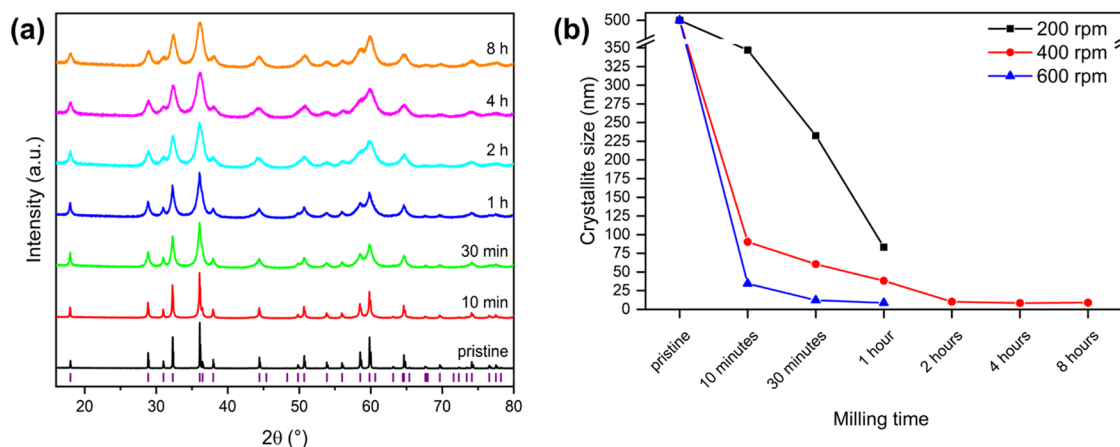 (a)
8 h
4 h
2 h
1 h
30 min
10 min
pristine
Intensity (a.u.)
20
30
40
50
60
70
80
2θ (°)
(b)
500
350
325
300
275
250
225
200
175
150
125
100
75
50
25
0
Crystallite size (nm)
200 rpm
400 rpm
600 rpm
pristine
10 minutes
30 minutes
1 hour
2 hours
4 hours
8 hours
Milling time